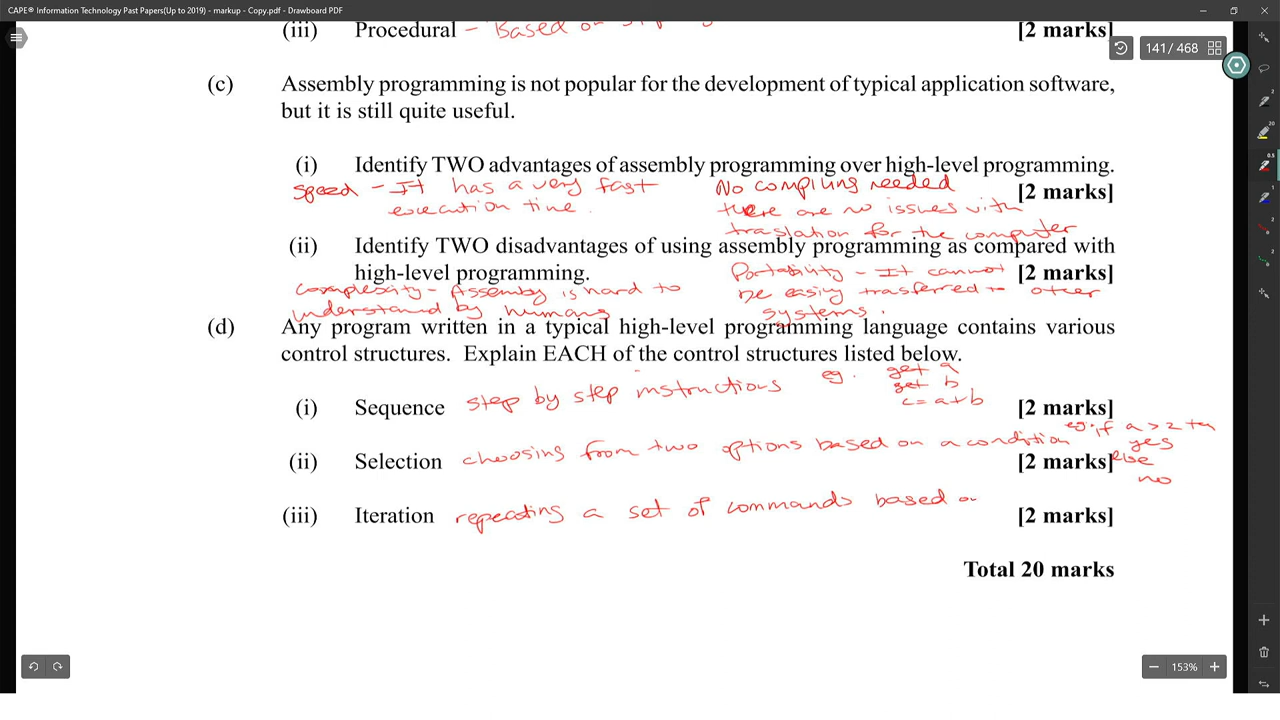 CAPE® Information Technology Past Papers(Up to 2019) - markup - Copy.pdf - Drawboard PDF
(iii) Procedural - Based on [2 marks]
141 / 468
(c) Assembly programming is not popular for the development of typical application software,
but it is still quite useful.
(i) Identify TWO advantages of assembly programming over high-level programming.
speed - It has a very fast
execution time.
No compiling needed
there are no issues with
traslation for the computer
[2 marks]
(ii) Identify TWO disadvantages of using assembly programming as compared with
high-level programming. [2 marks]
complexity - Assemby is hard to
understand by humans
Portability - It cannot
be easiny trasferred to other
systems.
(d) Any program written in a typical high-level programming language contains various
control structures. Explain EACH of the control structures listed below.
(i) Sequence step by step instructions [2 marks]
eg. get a
get b
c = a + b
(ii) Selection choosing from two options based on a condition [2 marks]
eg. if a > 2
yes
else
no
(iii) Iteration repeating a set of commands based [2 marks]
Total 20 marks
153%